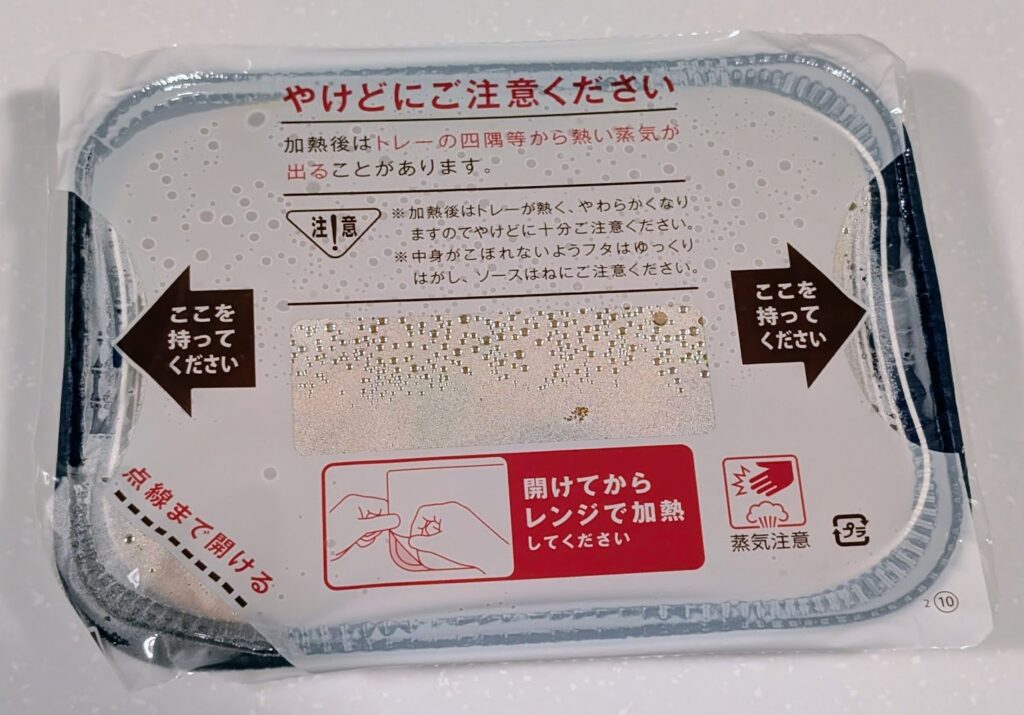 やけどにご注意ください
加熱後はトレーの四隅等から熱い蒸気が
出ることがあります。
注!意
※加熱後はトレーが熱く、やわらかくなり
ますのでやけどに十分ご注意ください。
※中身がこぼれないようフタはゆっくり
はがし、ソースはねにご注意ください。
ここを
持って
ください
ここを
持って
ください
点線まで開ける
開けてから
レンジで加熱
してください
蒸気注意
プラ
2 ⑩